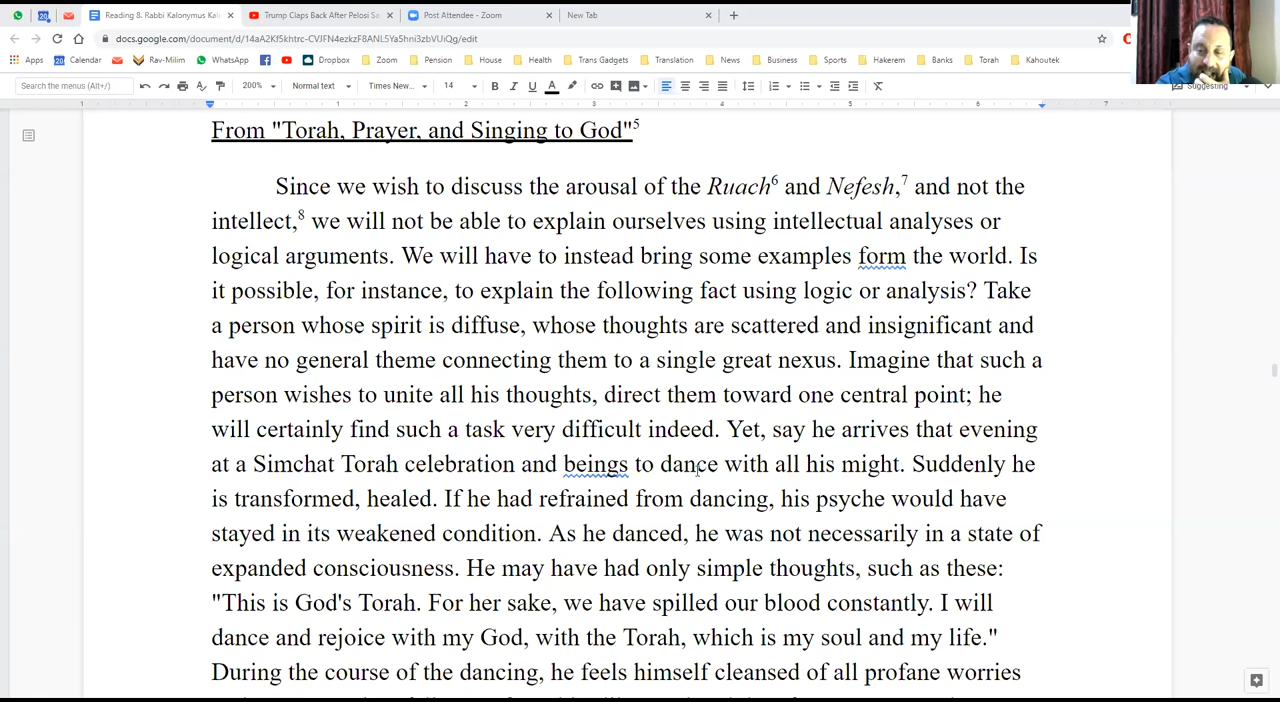 Reading 8. Rabbi Kalonymus Kal
Trump Claps Back After Pelosi Sa
Post Attendee - Zoom
New Tab
docs.google.com/document/d/14aA2Kf5khtrc-CVJFN4ezkzF8ANL5Ya5hni3zbVUiQg/edit
Apps Calendar Rav-Milim WhatsApp Dropbox Zoom Pension House Health Trans Gadgets Translation News Business Sports Hakerem Banks Torah Kahoutek
Search the menus (Alt+/) 200% Normal text Times New... 14 B I U A Suggesting
1 1 2 3 4 5 6 7
From "Torah, Prayer, and Singing to God"5
Since we wish to discuss the arousal of the Ruach6 and Nefesh,7 and not the
intellect,8 we will not be able to explain ourselves using intellectual analyses or
logical arguments. We will have to instead bring some examples form the world. Is
it possible, for instance, to explain the following fact using logic or analysis? Take
a person whose spirit is diffuse, whose thoughts are scattered and insignificant and
have no general theme connecting them to a single great nexus. Imagine that such a
person wishes to unite all his thoughts, direct them toward one central point; he
will certainly find such a task very difficult indeed. Yet, say he arrives that evening
at a Simchat Torah celebration and beings to dance with all his might. Suddenly he
is transformed, healed. If he had refrained from dancing, his psyche would have
stayed in its weakened condition. As he danced, he was not necessarily in a state of
expanded consciousness. He may have had only simple thoughts, such as these:
"This is God's Torah. For her sake, we have spilled our blood constantly. I will
dance and rejoice with my God, with the Torah, which is my soul and my life."
During the course of the dancing, he feels himself cleansed of all profane worries